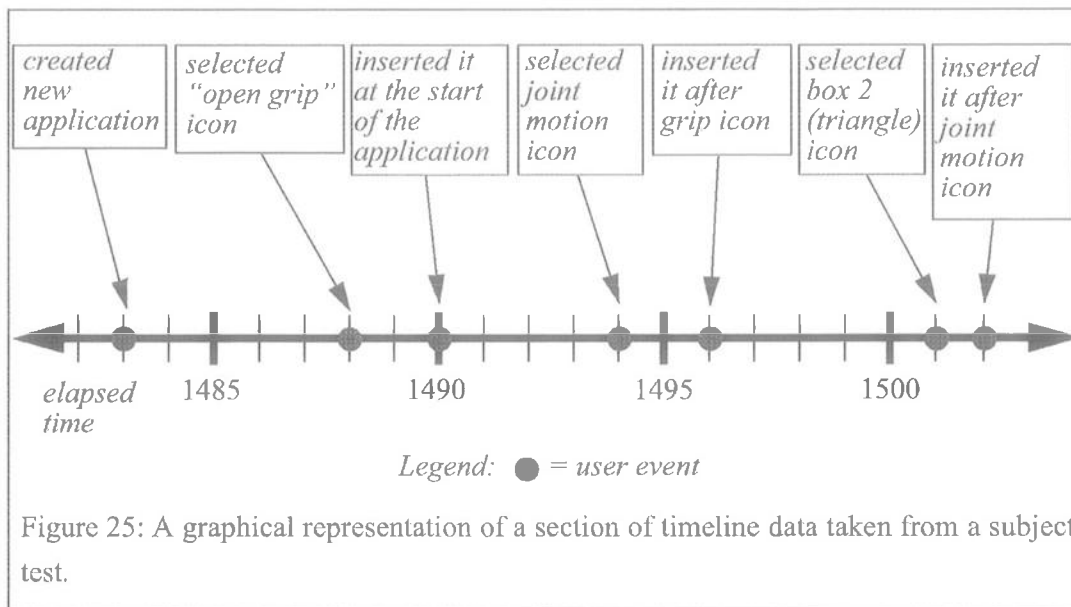 created
new
application
selected
“open grip”
icon
inserted it
at the start
of the
application
selected
joint
motion
icon
inserted
it after
grip icon
selected
box 2
(triangle)
icon
inserted
it after
joint
motion
icon
elapsed
time
1485
1490
1495
1500
Legend: = user event
Figure 25: A graphical representation of a section of timeline data taken from a subject
test.